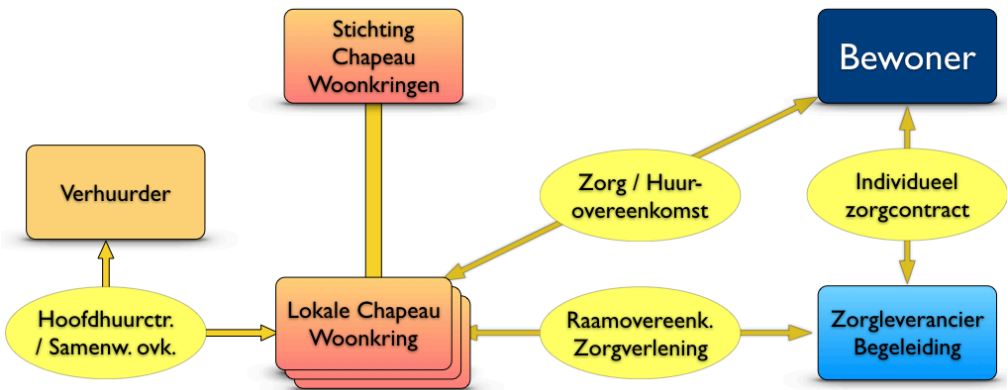 Stichting
Chapeau
Woonkringen
Bewoner
Verhuurder
Zorg / Huur-
overeenkomst
Individueel
zorgcontract
Hoofdhuurctr.
/ Samenw. ovk.
Lokale Chapeau
Woonkring
Raamovereenk.
Zorgverlening
Zorgleverancier
Begeleiding